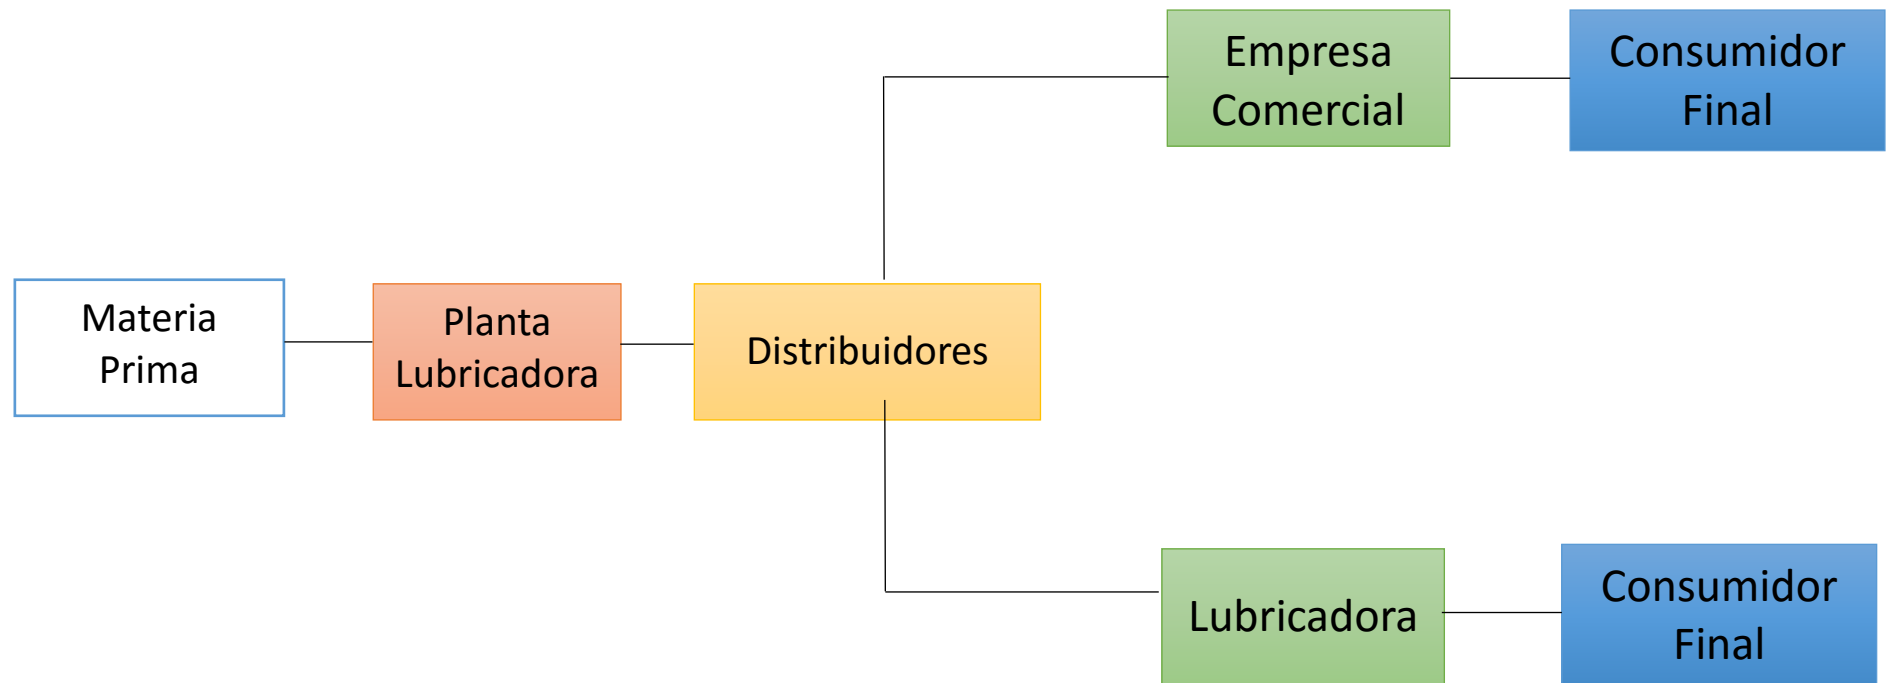 Empresa
Comercial
Consumidor
Final
Materia
Prima
Planta
Lubricadora
Distribuidores
Lubricadora
Consumidor
Final